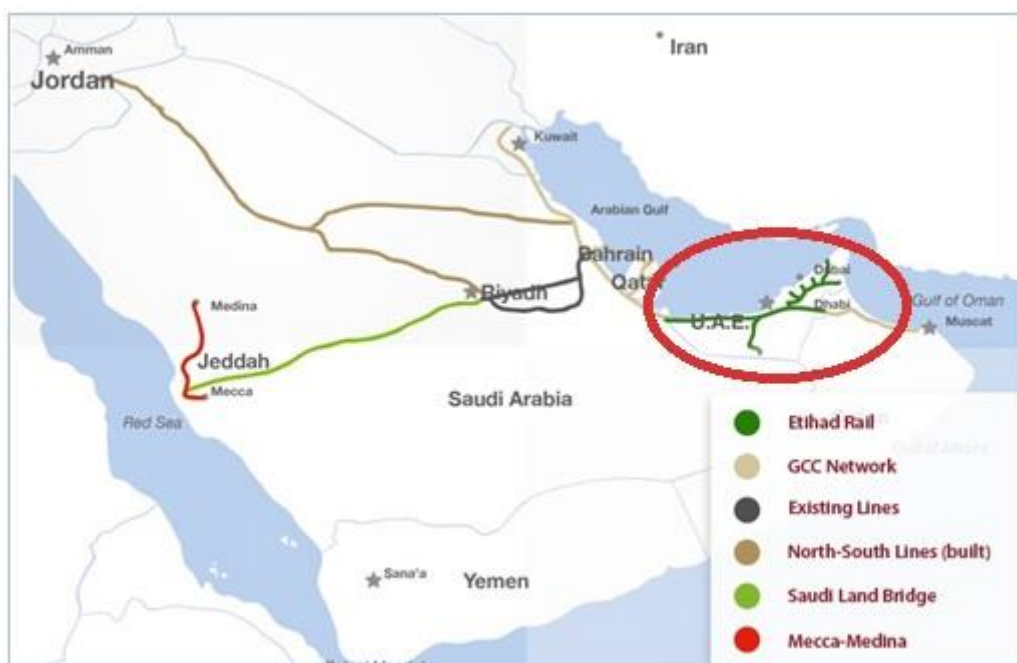 Amman
Jordan
Iran
Kuwait
Arabian Gulf
Bahrain
Qatar
Dubai
Riyadh
Medina
Dhabi
Gulf of Oman
U.A.E.
Muscat
Jeddah
Mecca
Saudi Arabia
Red Sea
Etihad Rail
GCC Network
Existing Lines
North-South Lines (built)
Sana'a
Yemen
Saudi Land Bridge
Mecca-Medina